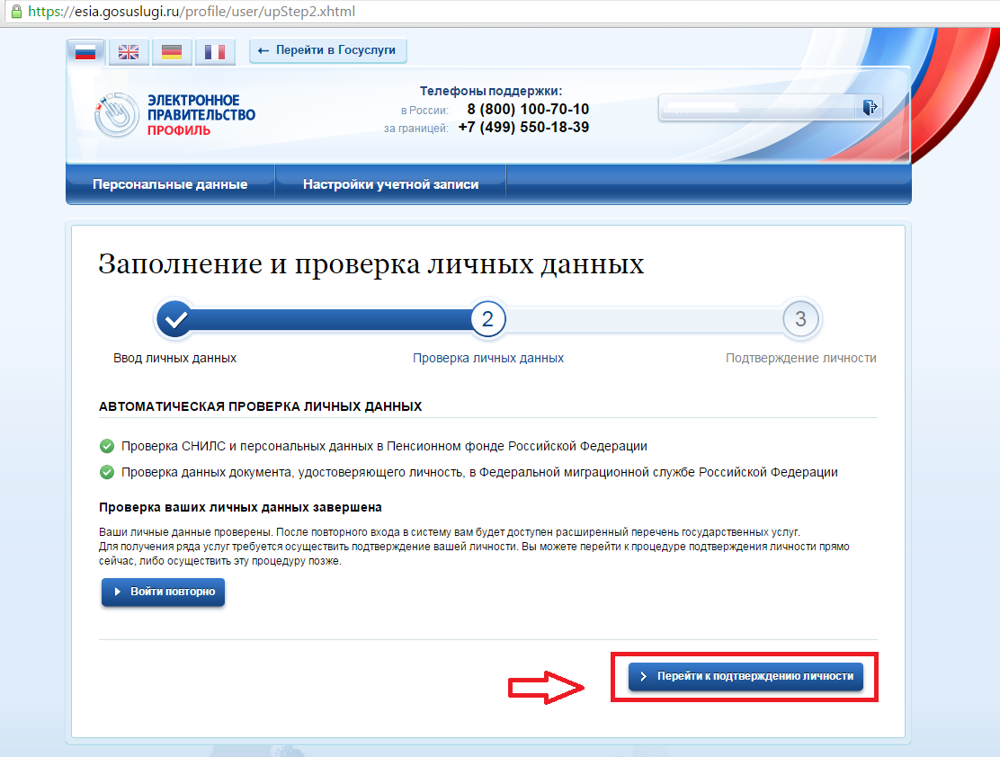 https://esia.gosuslugi.ru/profile/user/upStep2.xhtml
← Перейти в Госуслуги
ЭЛЕКТРОННОЕ
ПРАВИТЕЛЬСТВО
ПРОФИЛЬ
Телефоны поддержки:
в России: 8 (800) 100-70-10
за границей: +7 (499) 550-18-39
Персональные данные
Настройки учетной записи
Заполнение и проверка личных данных
2
3
Ввод личных данных
Проверка личных данных
Подтверждение личности
АВТОМАТИЧЕСКАЯ ПРОВЕРКА ЛИЧНЫХ ДАННЫХ
Проверка СНИЛС и персональных данных в Пенсионном фонде Российской Федерации
Проверка данных документа, удостоверяющего личность, в Федеральной миграционной службе Российской Федерации
Проверка ваших личных данных завершена
Ваши личные данные проверены. После повторного входа в систему вам будет доступен расширенный перечень государственных услуг.
Для получения ряда услуг требуется осуществить подтверждение вашей личности. Вы можете перейти к процедуре подтверждения личности прямо
сейчас, либо осуществить эту процедуру позже.
Войти повторно
Перейти к подтверждению личности